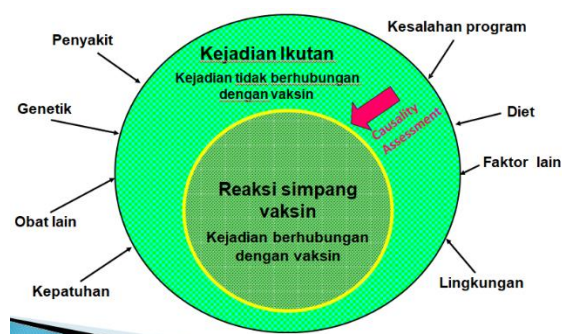 Penyakit
Kesalahan program
Kejadian Ikutan
Kejadian tidak berhubungan
dengan vaksin
Genetik
Diet
Causality
Assessment
Faktor lain
Reaksi simpang
vaksin
Obat lain
Kejadian berhubungan
dengan vaksin
Kepatuhan
Lingkungan